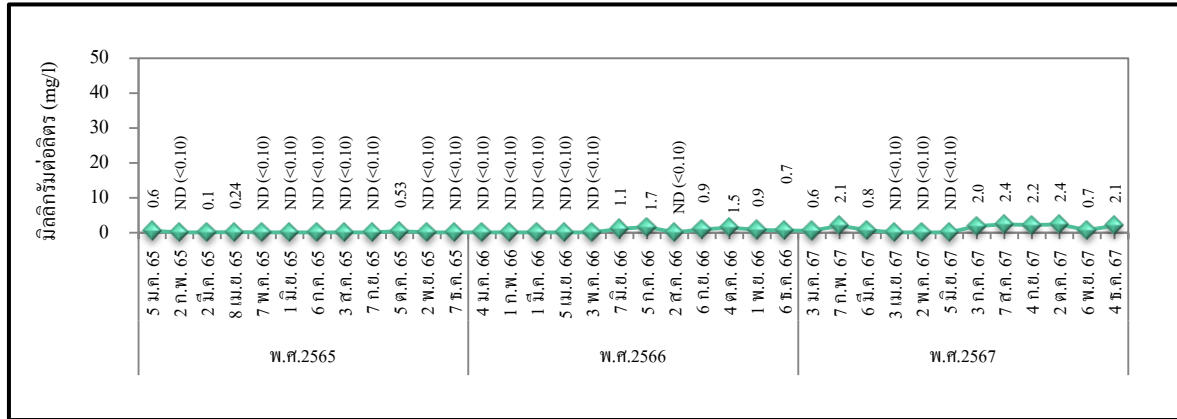 มิลลิกรัมต่อลิตร (mg/l)
50
40
30
20
10
0
0.6
ND (<0.10)
0.1
0.24
ND (<0.10)
ND (<0.10)
ND (<0.10)
ND (<0.10)
ND (<0.10)
0.53
ND (<0.10)
ND (<0.10)
ND (<0.10)
ND (<0.10)
ND (<0.10)
ND (<0.10)
ND (<0.10)
1.1
1.7
ND (<0.10)
0.9
1.5
0.9
0.7
0.6
2.1
0.8
ND (<0.10)
ND (<0.10)
ND (<0.10)
2.0
2.4
2.2
2.4
0.7
2.1
5 ม.ค. 65
2 ก.พ. 65
2 มี.ค. 65
8 เม.ย. 65
7 พ.ค. 65
1 มิ.ย. 65
6 ก.ค. 65
3 ส.ค. 65
7 ก.ย. 65
5 ต.ค. 65
2 พ.ย. 65
7 ธ.ค. 65
4 ม.ค. 66
1 ก.พ. 66
1 มี.ค. 66
5 เม.ย. 66
3 พ.ค. 66
7 มิ.ย. 66
5 ก.ค. 66
2 ส.ค. 66
6 ก.ย. 66
4 ต.ค. 66
1 พ.ย. 66
6 ธ.ค. 66
3 ม.ค. 67
7 ก.พ. 67
6 มี.ค. 67
3 เม.ย. 67
2 พ.ค. 67
5 มิ.ย. 67
3 ก.ค. 67
7 ส.ค. 67
4 ก.ย. 67
2 ต.ค. 67
6 พ.ย. 67
4 ธ.ค. 67
พ.ศ.2565
พ.ศ.2566
พ.ศ.2567